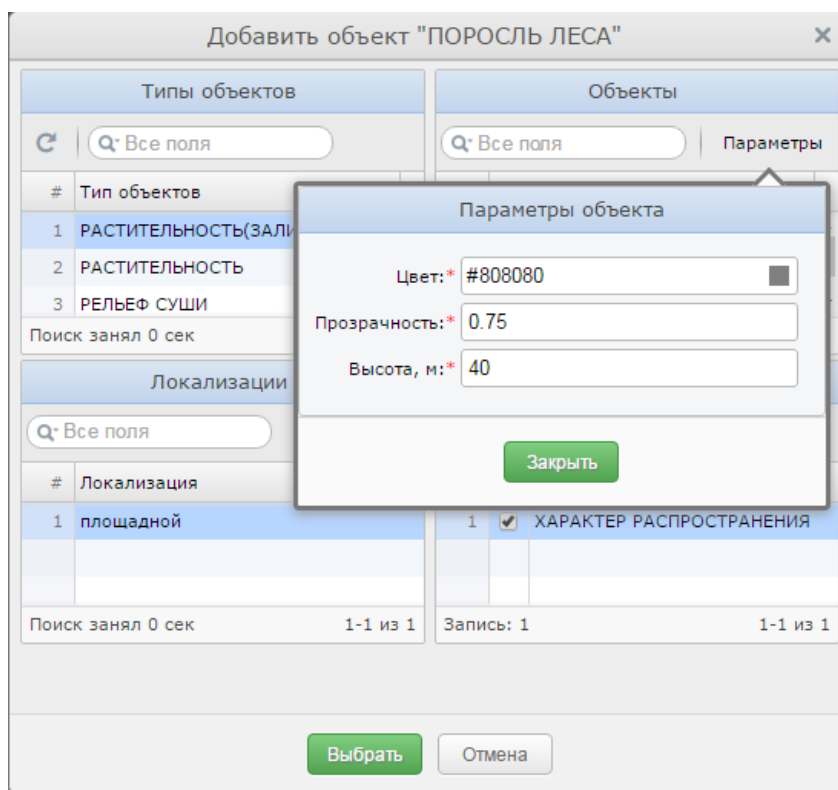 Добавить объект "ПОРОСЛЬ ЛЕСА"
Типы объектов
Объекты
Все поля
Все поля
Параметры
# Тип объектов
1 РАСТИТЕЛЬНОСТЬ(ЗАЛИ
2 РАСТИТЕЛЬНОСТЬ
3 РЕЛЬЕФ СУШИ
Поиск занял 0 сек
Параметры объекта
Цвет:* #808080
Прозрачность:* 0.75
Высота, м:* 40
Закрыть
Локализации
Все поля
# Локализация
1 площадной
Поиск занял 0 сек 1-1 из 1
1 ХАРАКТЕР РАСПРОСТРАНЕНИЯ
Запись: 1 1-1 из 1
Выбрать
Отмена